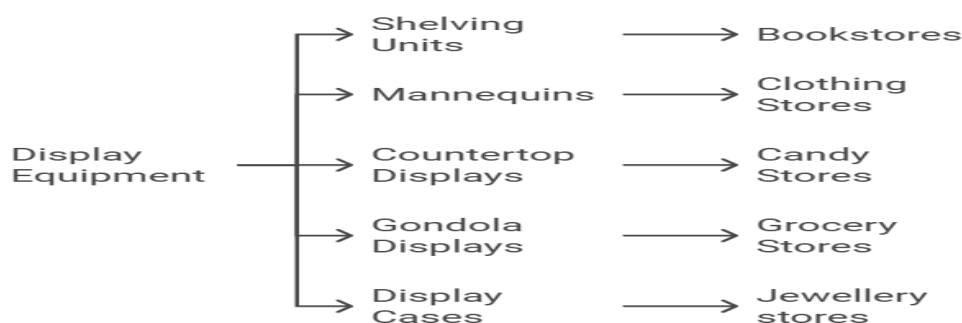 Display
Equipment
Shelving
Units
Bookstores
Mannequins
Clothing
Stores
Countertop
Displays
Candy
Stores
Gondola
Displays
Grocery
Stores
Display
Cases
Jewellery
stores